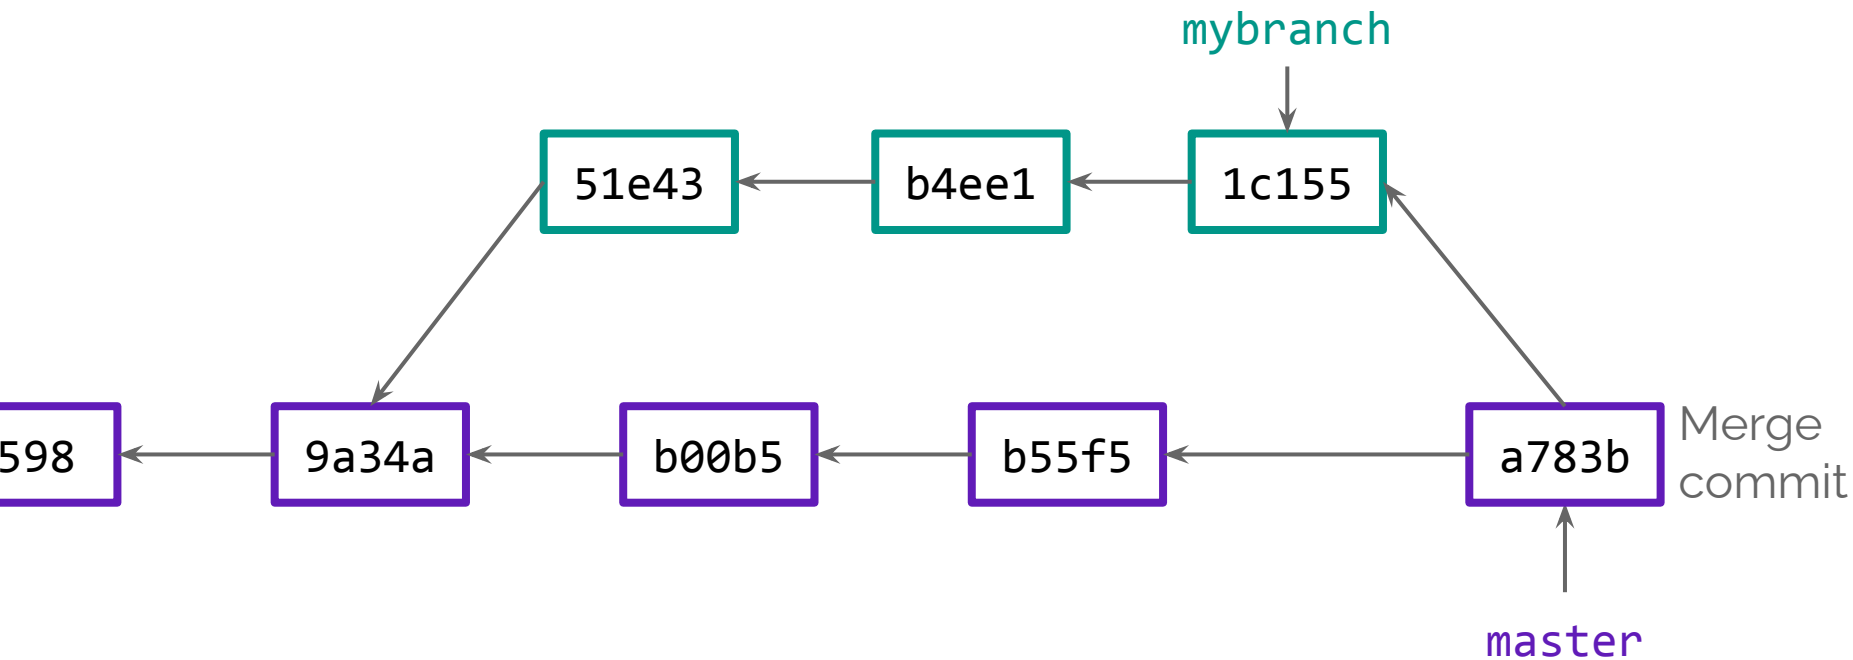 mybranch
51e43 b4ee1 1c155
598 9a34a b00b5 b55f5 a783b
Merge
commit
master